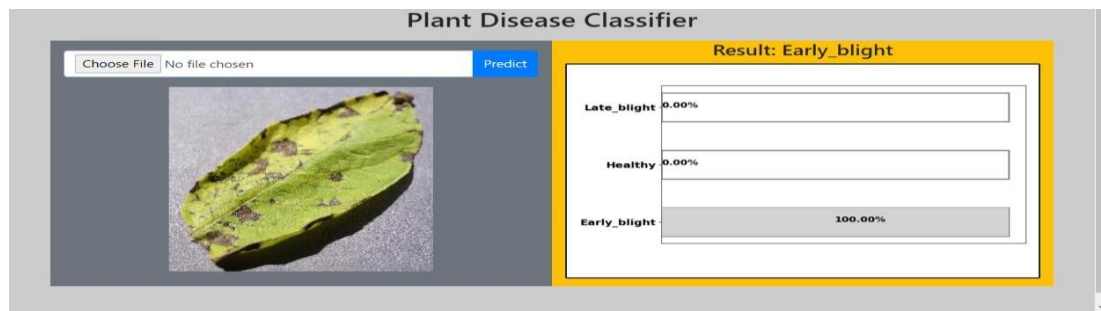 Plant Disease Classifier
Choose File No file chosen
Predict
Result: Early_blight
Late_blight 0.00%
Healthy 0.00%
Early_blight 100.00%